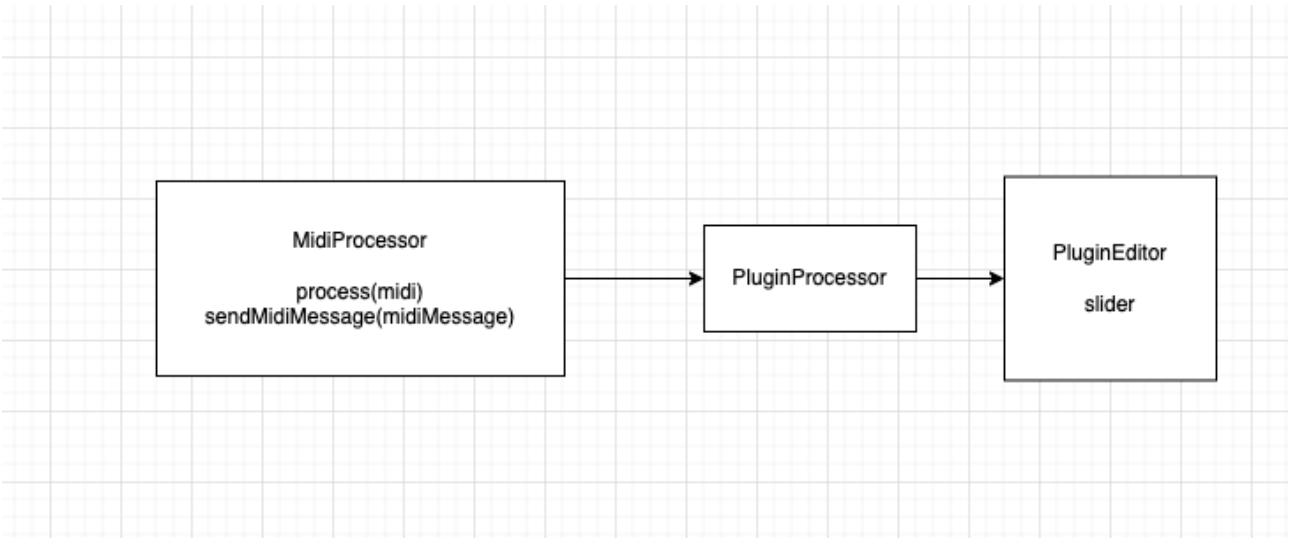 MidiProcessor
process(midi)
sendMidiMessage(midiMessage)
PluginProcessor
PluginEditor
slider